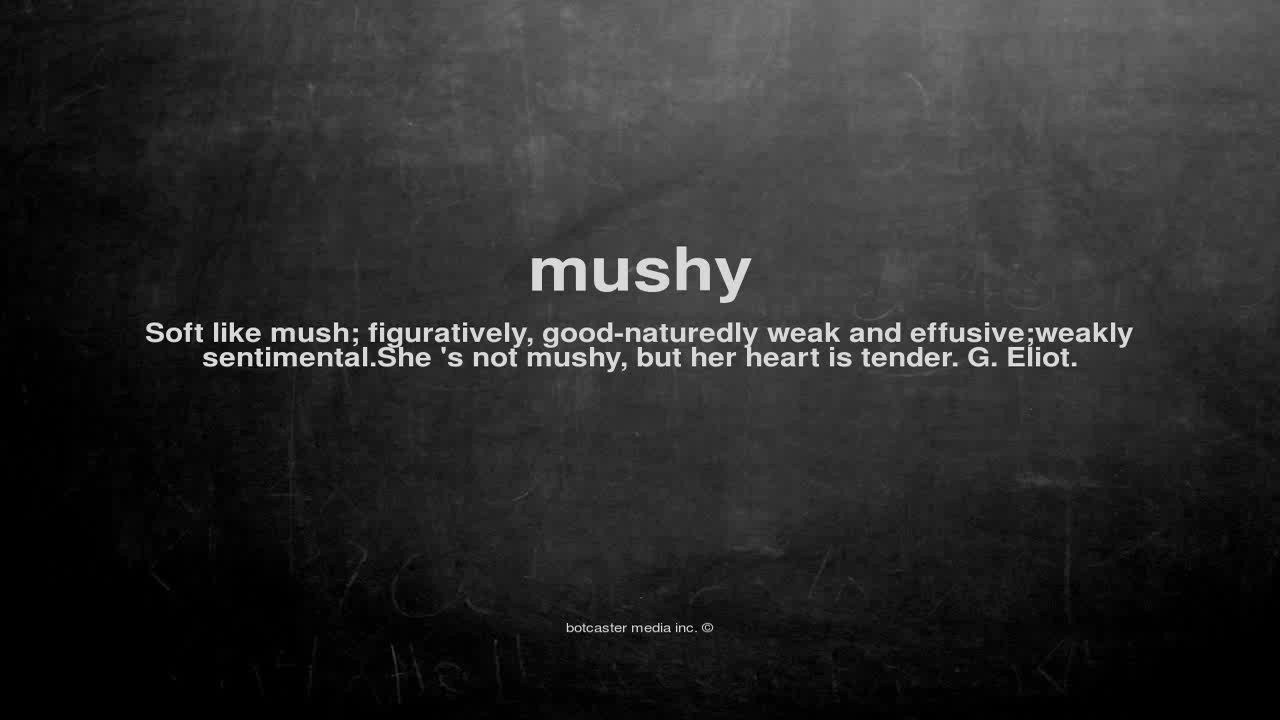 mushy
Soft like mush; figuratively, good-naturedly weak and effusive;weakly
sentimental.She 's not mushy, but her heart is tender. G. Eliot.
botcaster media inc. ©